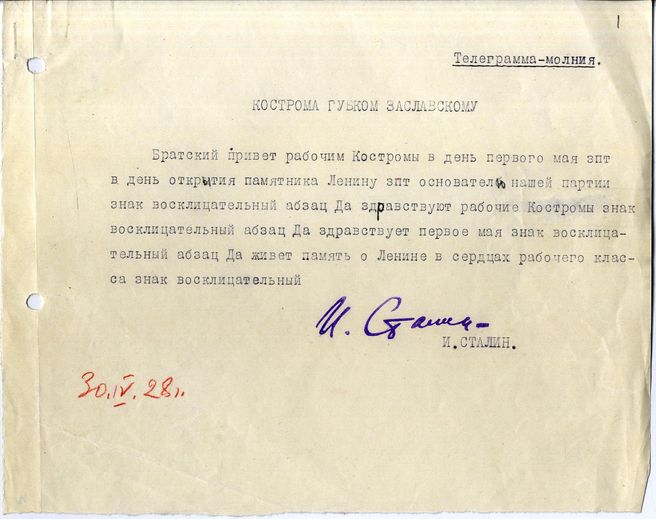 1
Телеграмма-молния.
КОСТРОМА ГУБКОМ ЗАСЛАВСКОМУ
Братский привет рабочим Костромы в день первого мая зпт
в день открытия памятника Ленину зпт основателю нашей партии
знак восклицательный абзац Да здравствуют рабочие Костромы знак
восклицательный абзац Да здравствует первое мая знак восклица-
тельный абзац Да живет память о Ленине в сердцах рабочего клас-
са знак восклицательный
И. Сталин
И.СТАЛИН.
30.IV.28г.